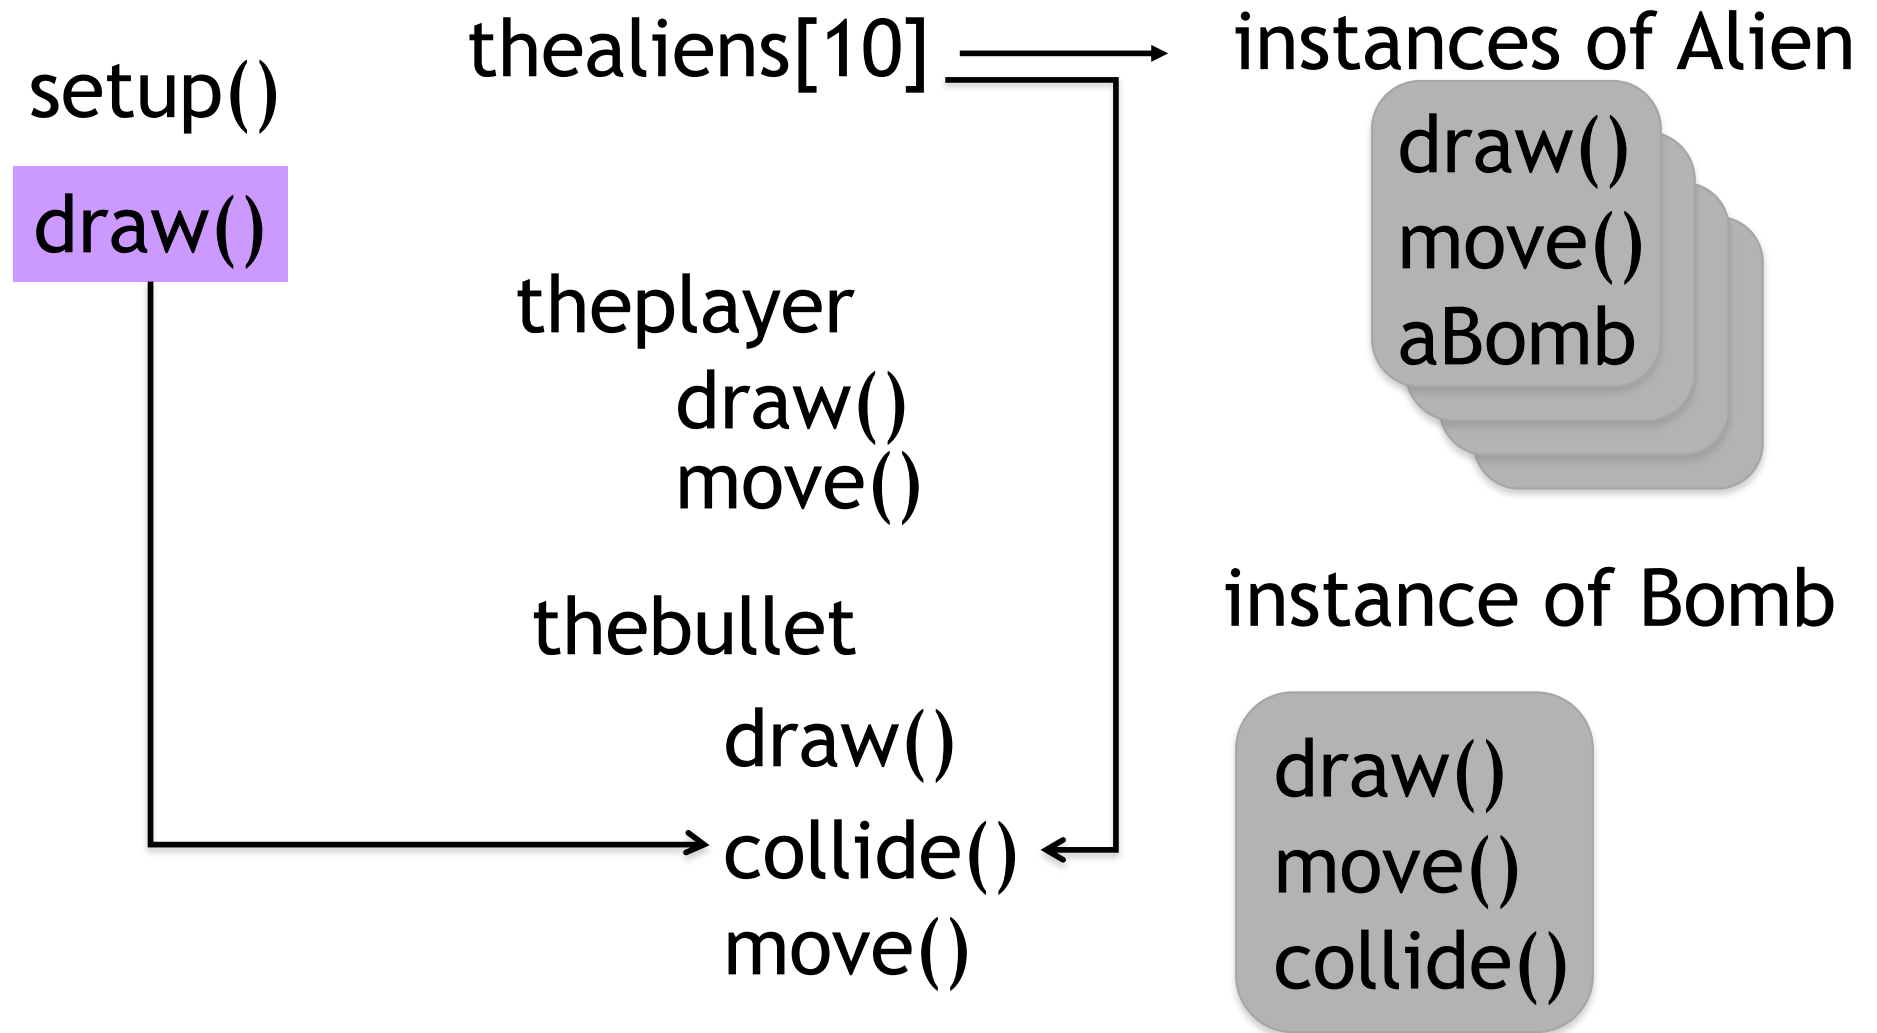 setup()
draw()
thealiens[10]
theplayer
draw()
move()
thebullet
draw()
collide()
move()
instances of Alien
draw()
move()
aBomb
instance of Bomb
draw()
move()
collide()